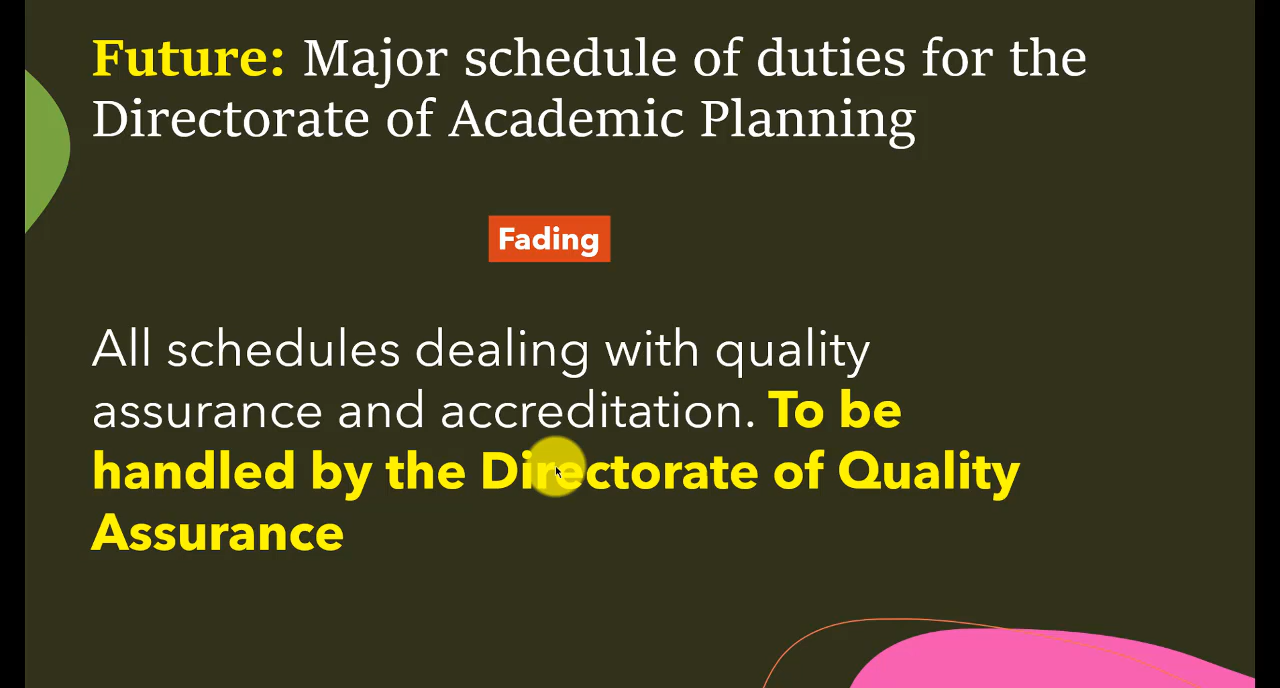 Future: Major schedule of duties for the
Directorate of Academic Planning
Fading
All schedules dealing with quality
assurance and accreditation. To be
handled by the Directorate of Quality
Assurance